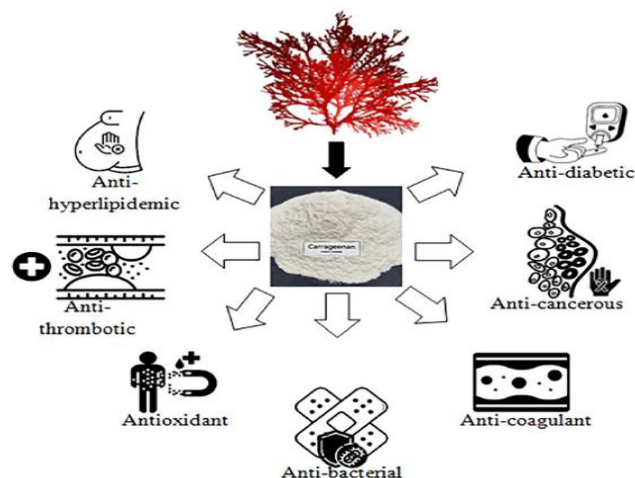 Anti-
hyperlipidemic
Anti-diabetic
Carrageenan
Anti-
thrombotic
Anti-cancerous
Antioxidant
Anti-bacterial
Anti-coagulant